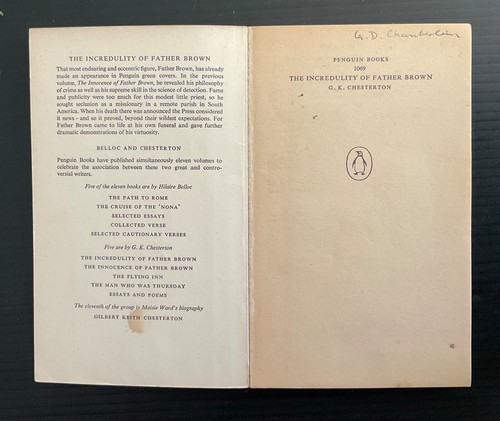 THE INCREDULITY OF FATHER BROWN
That most endearing and eccentric figure, Father Brown, has already
made an appearance in Penguin green covers. In the previous
volume, The Innocence of Father Brown, he revealed his philosophy
of crime as well as his supreme skill in the science of detection. Fame
and publicity were too much for this modest little priest, so he
sought seclusion as a missionary in a remote parish in South
America. When his death there was announced the Press considered
it news – and so it proved, beyond their wildest expectations. For
Father Brown came to life at his own funeral and gave further
dramatic demonstrations of his virtuosity.
BELLOC AND CHESTERTON
Penguin Books have published simultaneously eleven volumes to
celebrate the association between these two great and contro-
versial writers.
Five of the eleven books are by Hilaire Belloc
THE PATH TO ROME
THE CRUISE OF THE 'NONA'
SELECTED ESSAYS
COLLECTED VERSE
SELECTED CAUTIONARY VERSES
Five are by G. K. Chesterton
THE INCREDULITY OF FATHER BROWN
THE INNOCENCE OF FATHER BROWN
THE FLYING INN
THE MAN WHO WAS THURSDAY
ESSAYS AND POEMS
The eleventh of the group is Maisie Ward's biography
GILBERT KEITH CHESTERTON
G. D. Chamberlain
PENGUIN BOOKS
1069
THE INCREDULITY OF FATHER BROWN
G. K. CHESTERTON